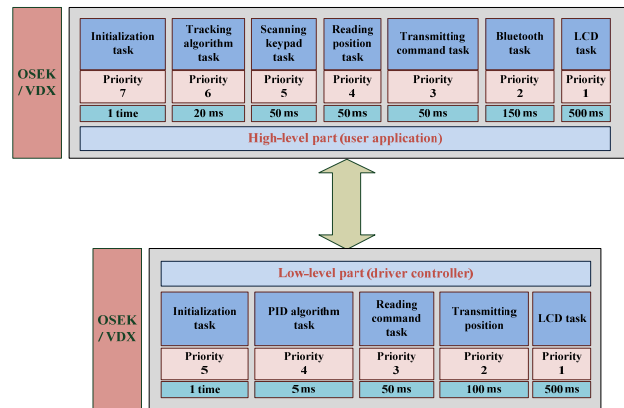 OSEK
/ VDX
Initialization
task
Tracking
algorithm
task
Scanning
keypad
task
Reading
position
task
Transmitting
command task
Bluetooth
task
LCD
task
Priority
7
Priority
6
Priority
5
Priority
4
Priority
3
Priority
2
Priority
1
1 time
20 ms
50 ms
50 ms
50 ms
150 ms
500 ms
High-level part (user application)
OSEK
/ VDX
Low-level part (driver controller)
Initialization
task
PID algorithm
task
Reading
command
task
Transmitting
position
LCD task
Priority
5
Priority
4
Priority
3
Priority
2
Priority
1
1 time
5 ms
50 ms
100 ms
500 ms